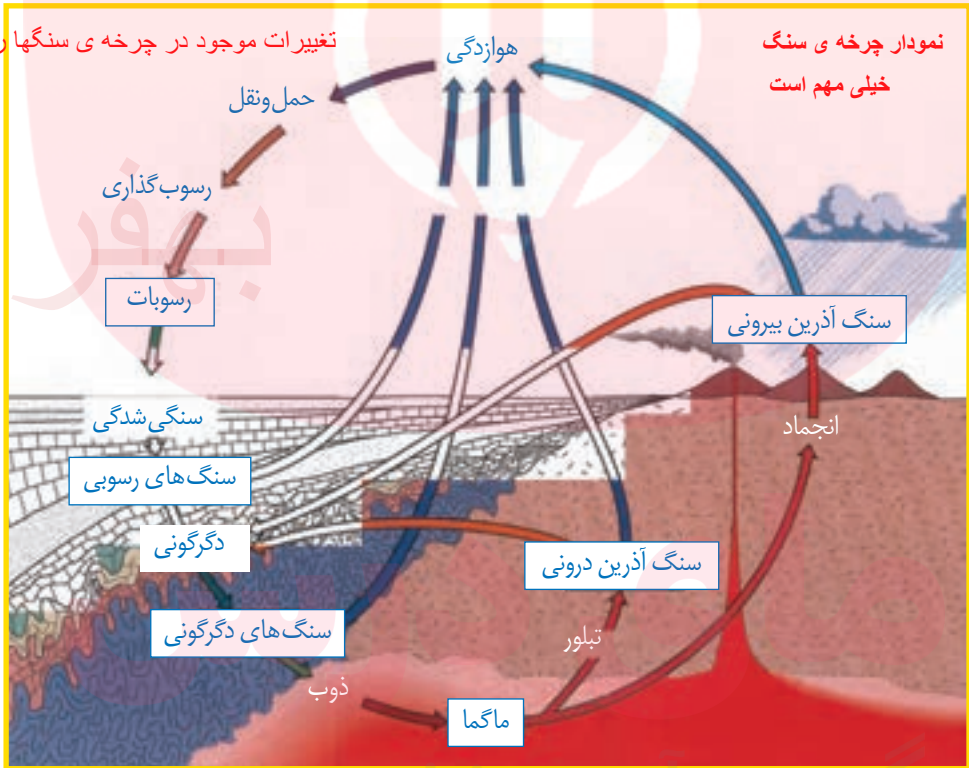 نمودار چرخه ی سنگ
خیلی مهم است
تغییرات موجود در چرخه ی سنگها
هوازدگی
حمل‌ونقل
رسوب‌گذاری
رسوبات
سنگی‌شدگی
سنگ‌های رسوبی
دگرگونی
سنگ‌های دگرگونی
ذوب
ماگما
تبلور
سنگ آذرین درونی
انجماد
سنگ آذرین بیرونی
بهفر